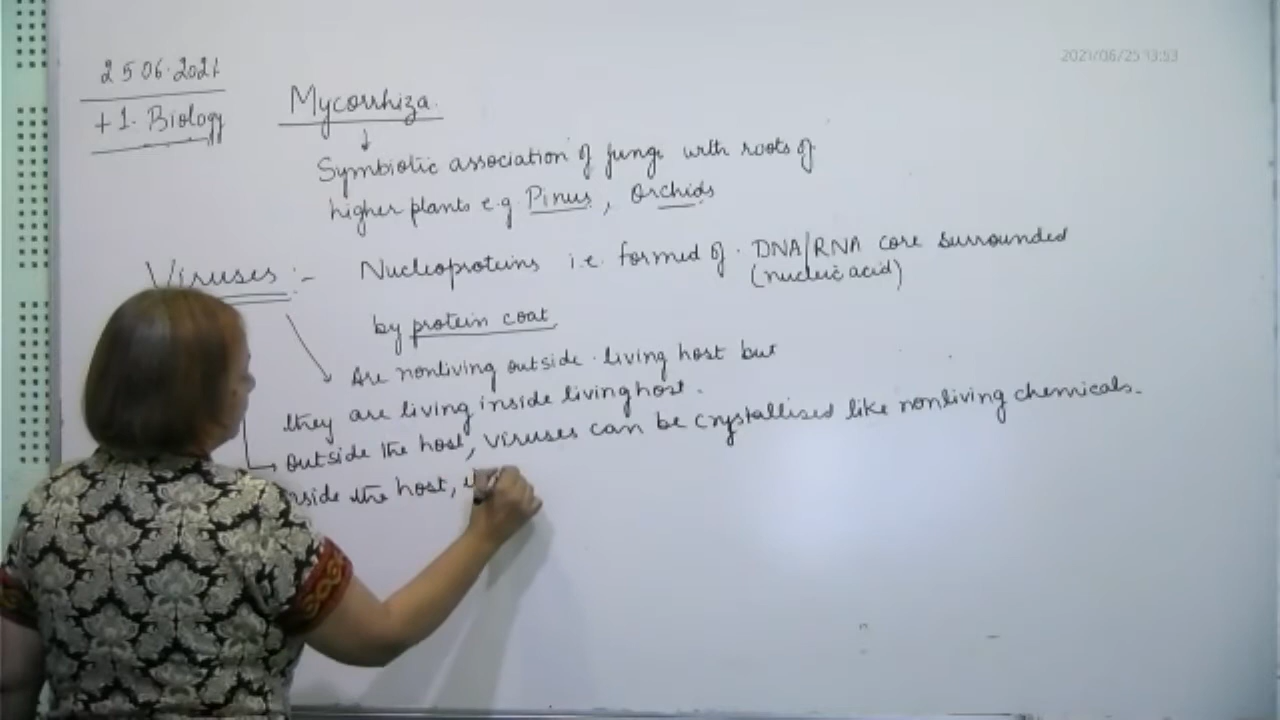 2021/06/25 13:53
25 06.2021
+1. Biology
Mycorrhiza.
Symbiotic association of fungi with roots of
higher plants e.g Pinus, Orchids
Viruses :- Nucleoproteins i.e. formed of. DNA/RNA core surrounded
(nucleic acid)
by protein coat.
Are nonliving outside living host but
they are living inside living host.
outside the host, viruses can be crystallised like nonliving chemicals.
the host,